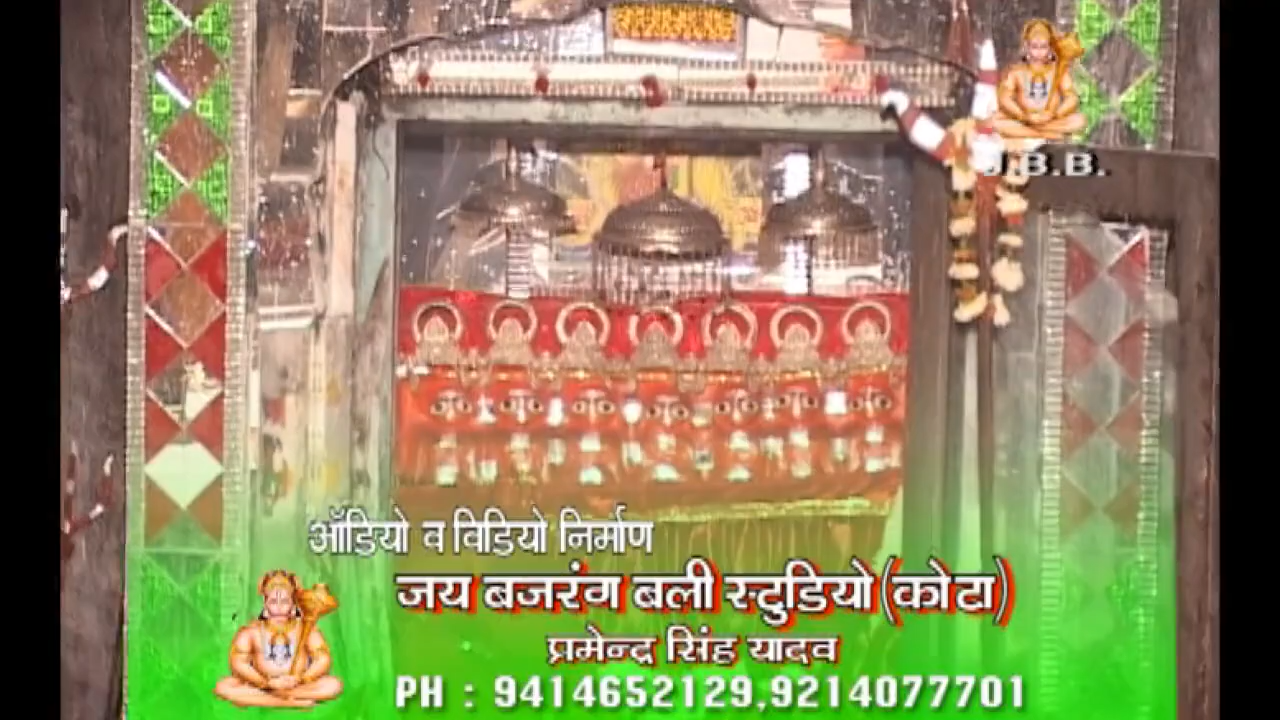 J.B.B.
ऑडियो व विडियो निर्माण
जय बजरंग बली स्टुडियो (कोटा)
प्रमेन्द्र सिंह यादव
PH : 9414652129,9214077701